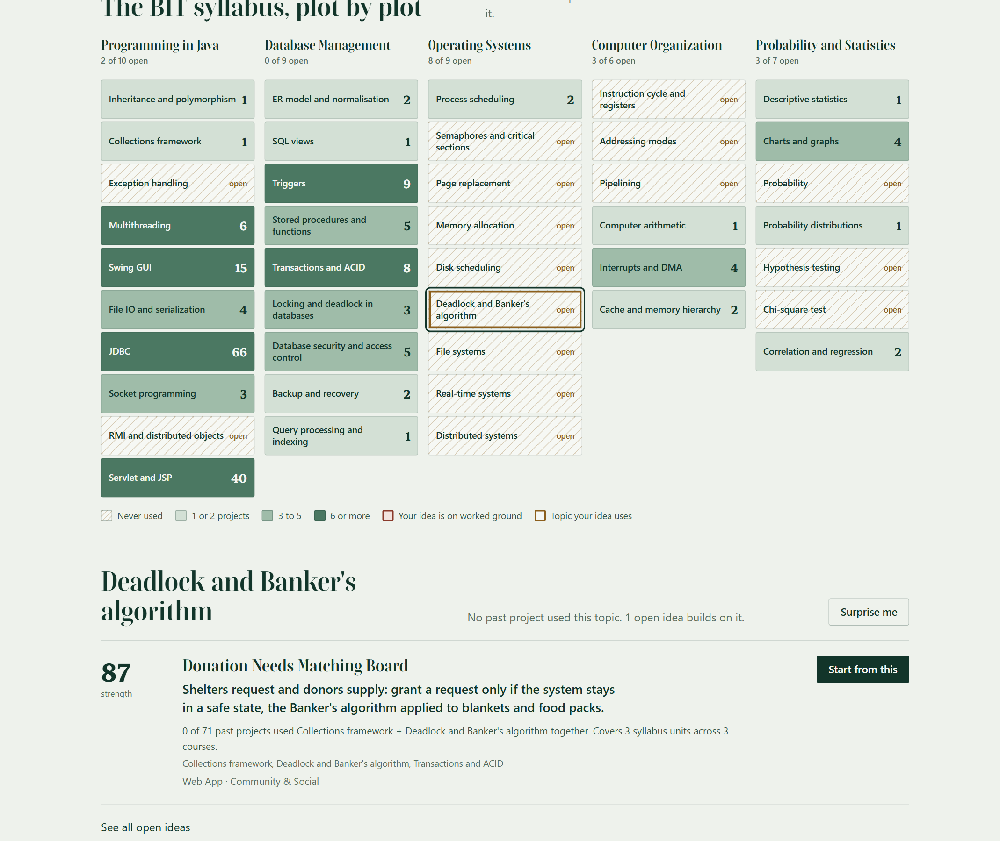 The BIT syllabus, plot by plot
it.
Programming in Java
2 of 10 open
Inheritance and polymorphism 1
Collections framework 1
Exception handling open
Multithreading 6
Swing GUI 15
File IO and serialization 4
JDBC 66
Socket programming 3
RMI and distributed objects open
Servlet and JSP 40
Database Management
0 of 9 open
ER model and normalisation 2
SQL views 1
Triggers 9
Stored procedures and
functions 5
Transactions and ACID 8
Locking and deadlock in
databases 3
Database security and access
control 5
Backup and recovery 2
Query processing and
indexing 1
Operating Systems
8 of 9 open
Process scheduling 2
Semaphores and critical
sections open
Page replacement open
Memory allocation open
Disk scheduling open
Deadlock and Banker's
algorithm open
File systems open
Real-time systems open
Distributed systems open
Computer Organization
3 of 6 open
Instruction cycle and
registers open
Addressing modes open
Pipelining open
Computer arithmetic 1
Interrupts and DMA 4
Cache and memory hierarchy 2
Probability and Statistics
3 of 7 open
Descriptive statistics 1
Charts and graphs 4
Probability open
Probability distributions 1
Hypothesis testing open
Chi-square test open
Correlation and regression 2
Never used
1 or 2 projects
3 to 5
6 or more
Your idea is on worked ground
Topic your idea uses
Deadlock and Banker's
algorithm
No past project used this topic. 1 open idea builds on it.
Surprise me
87
strength
Donation Needs Matching Board
Shelters request and donors supply: grant a request only if the system stays
in a safe state, the Banker's algorithm applied to blankets and food packs.
0 of 71 past projects used Collections framework + Deadlock and Banker's algorithm together. Covers 3 syllabus units across 3
courses.
Collections framework, Deadlock and Banker's algorithm, Transactions and ACID
Web App · Community & Social
Start from this
See all open ideas